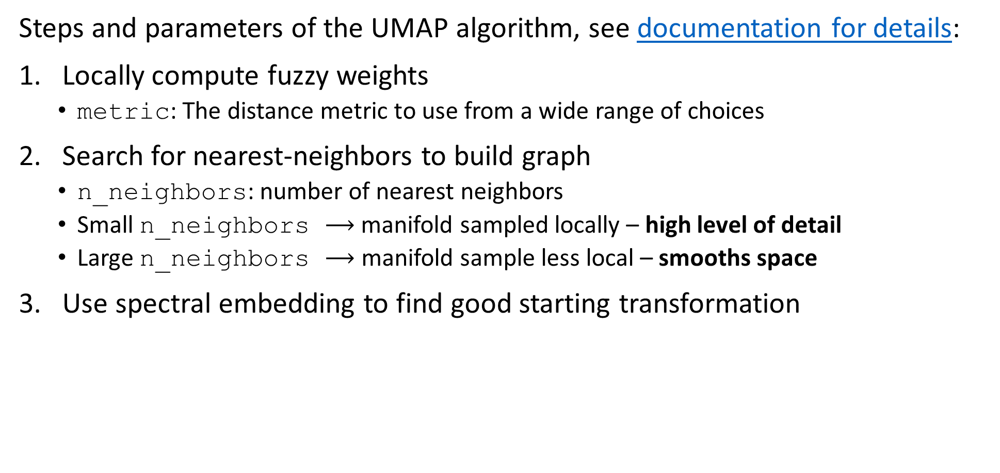 Steps and parameters of the UMAP algorithm, see documentation for details:
1. Locally compute fuzzy weights
• metric: The distance metric to use from a wide range of choices
2. Search for nearest-neighbors to build graph
• n_neighbors: number of nearest neighbors
• Small n_neighbors ⟶ manifold sampled locally – high level of detail
• Large n_neighbors ⟶ manifold sample less local – smooths space
3. Use spectral embedding to find good starting transformation